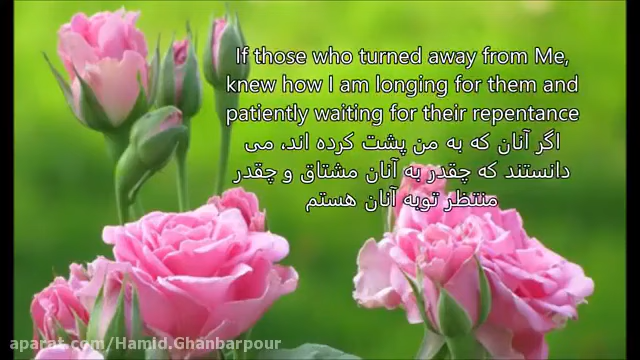 If those who turned away from Me,
knew how I am longing for them and
patiently waiting for their repentance
اگر آنان که به من پشت کرده اند، می
دانستند که چقدر به آنان مشتاق و چقدر
منتظر توبه آنان هستم
aparat.com/Hamid.Ghanbarpour